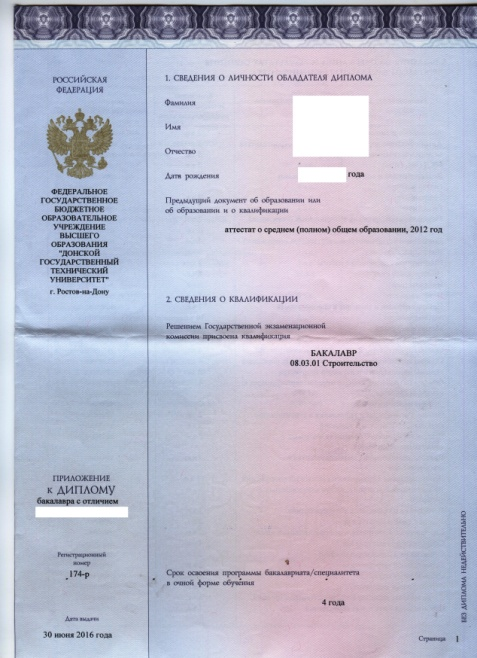 РОССИЙСКАЯ
ФЕДЕРАЦИЯ
ФЕДЕРАЛЬНОЕ
ГОСУДАРСТВЕННОЕ
БЮДЖЕТНОЕ
ОБРАЗОВАТЕЛЬНОЕ
УЧРЕЖДЕНИЕ
ВЫСШЕГО
ОБРАЗОВАНИЯ
"ДОНСКОЙ
ГОСУДАРСТВЕННЫЙ
ТЕХНИЧЕСКИЙ
УНИВЕРСИТЕТ"
г. Ростов-на-Дону
ПРИЛОЖЕНИЕ
к ДИПЛОМУ
бакалавра с отличием
Регистрационный
номер
174-р
Дата выдачи
30 июня 2016 года
1. СВЕДЕНИЯ О ЛИЧНОСТИ ОБЛАДАТЕЛЯ ДИПЛОМА
Фамилия
Имя
Отчество
Дата рождения
года
Предыдущий документ об образовании или
об образовании и о квалификации
аттестат о среднем (полном) общем образовании, 2012 год
2. СВЕДЕНИЯ О КВАЛИФИКАЦИИ
Решением Государственной экзаменационной
комиссии присвоена квалификация
БАКАЛАВР
08.03.01 Строительство
Срок освоения программы бакалавриата/специалитета
в очной форме обучения
4 года
БЕЗ ДИПЛОМА НЕДЕЙСТВИТЕЛЬНО
Страница 1